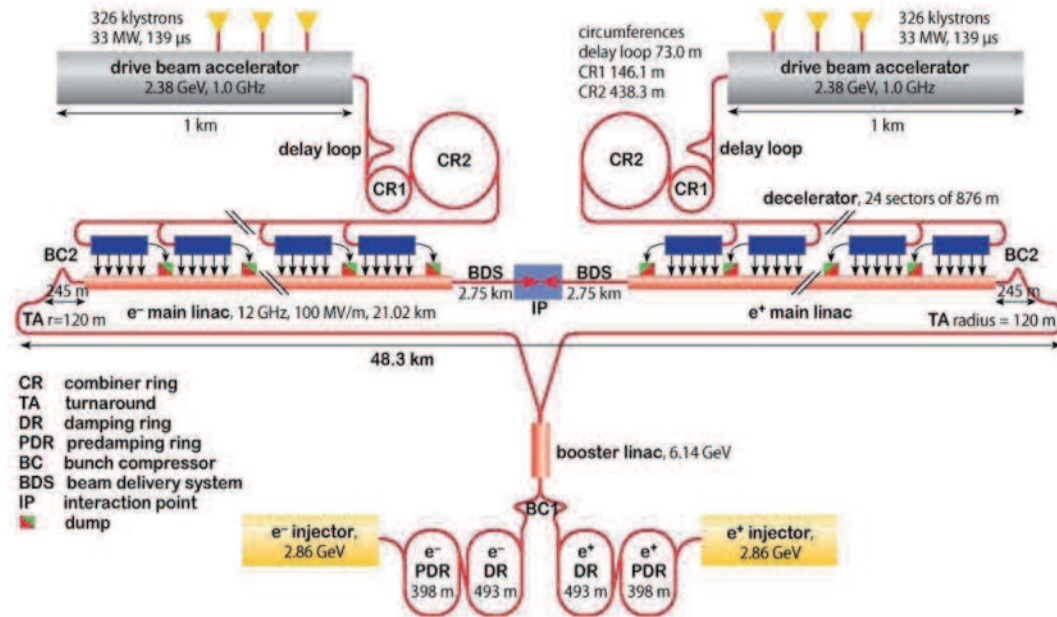 326 klystrons
33 MW, 139 µs
drive beam accelerator
2.38 GeV, 1.0 GHz
1 km
delay loop
CR1
CR2
circumferences
delay loop 73.0 m
CR1 146.1 m
CR2 438.3 m
326 klystrons
33 MW, 139 µs
drive beam accelerator
2.38 GeV, 1.0 GHz
1 km
CR2
CR1
delay loop
decelerator, 24 sectors of 876 m
BC2
245 m
TA r=120 m
e⁻ main linac, 12 GHz, 100 MV/m, 21.02 km
BDS
2.75 km
IP
BDS
2.75 km
e⁺ main linac
BC2
245 m
TA radius = 120 m
48.3 km
CR combiner ring
TA turnaround
DR damping ring
PDR predamping ring
BC bunch compressor
BDS beam delivery system
IP interaction point
dump
booster linac, 6.14 GeV
BC1
e⁻ injector,
2.86 GeV
e⁻
PDR
398 m
e⁻
DR
493 m
e⁺
DR
493 m
e⁺
PDR
398 m
e⁺ injector,
2.86 GeV